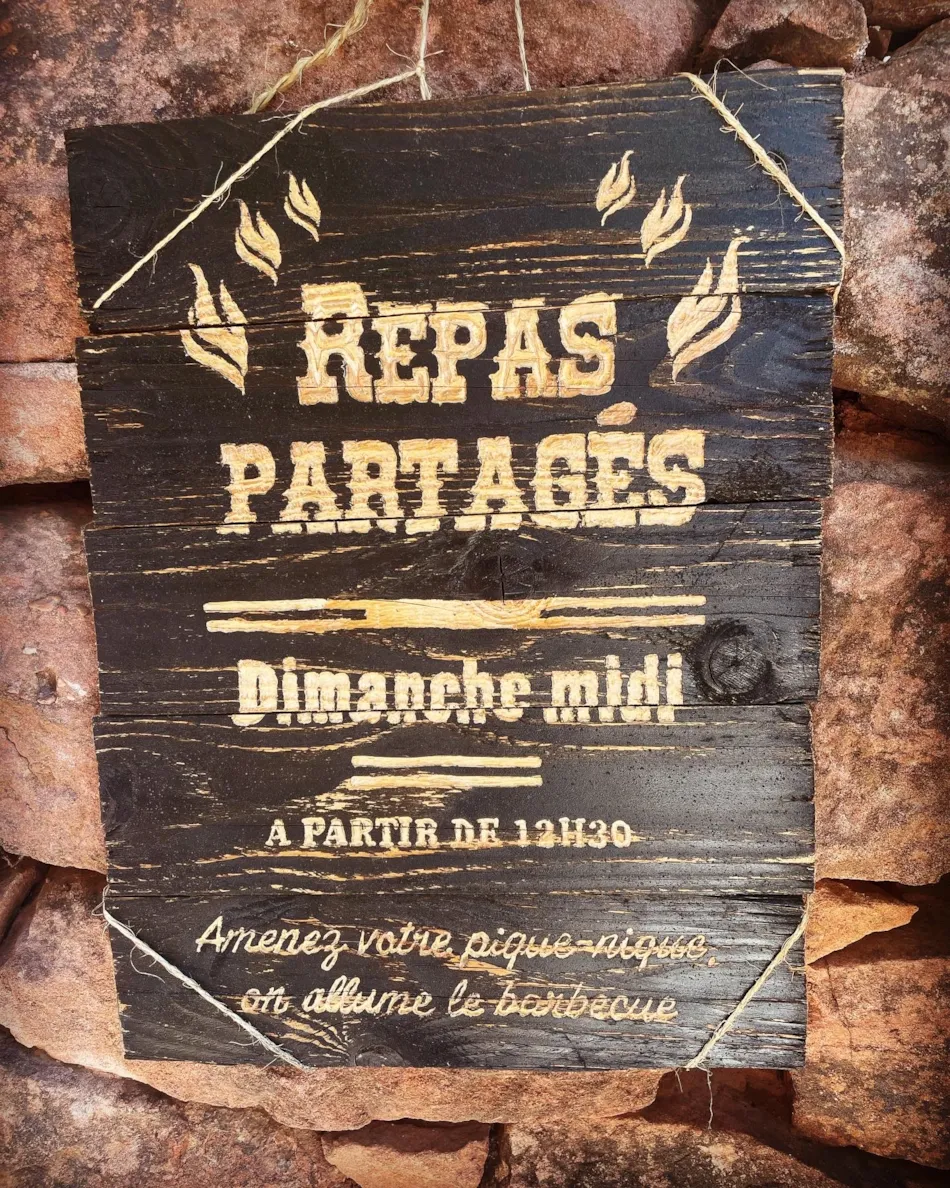 REPAS
PARTAGÉS
Dimanche midi
A PARTIR DE 12H30
Amenez votre pique-nique,
on allume le barbecue